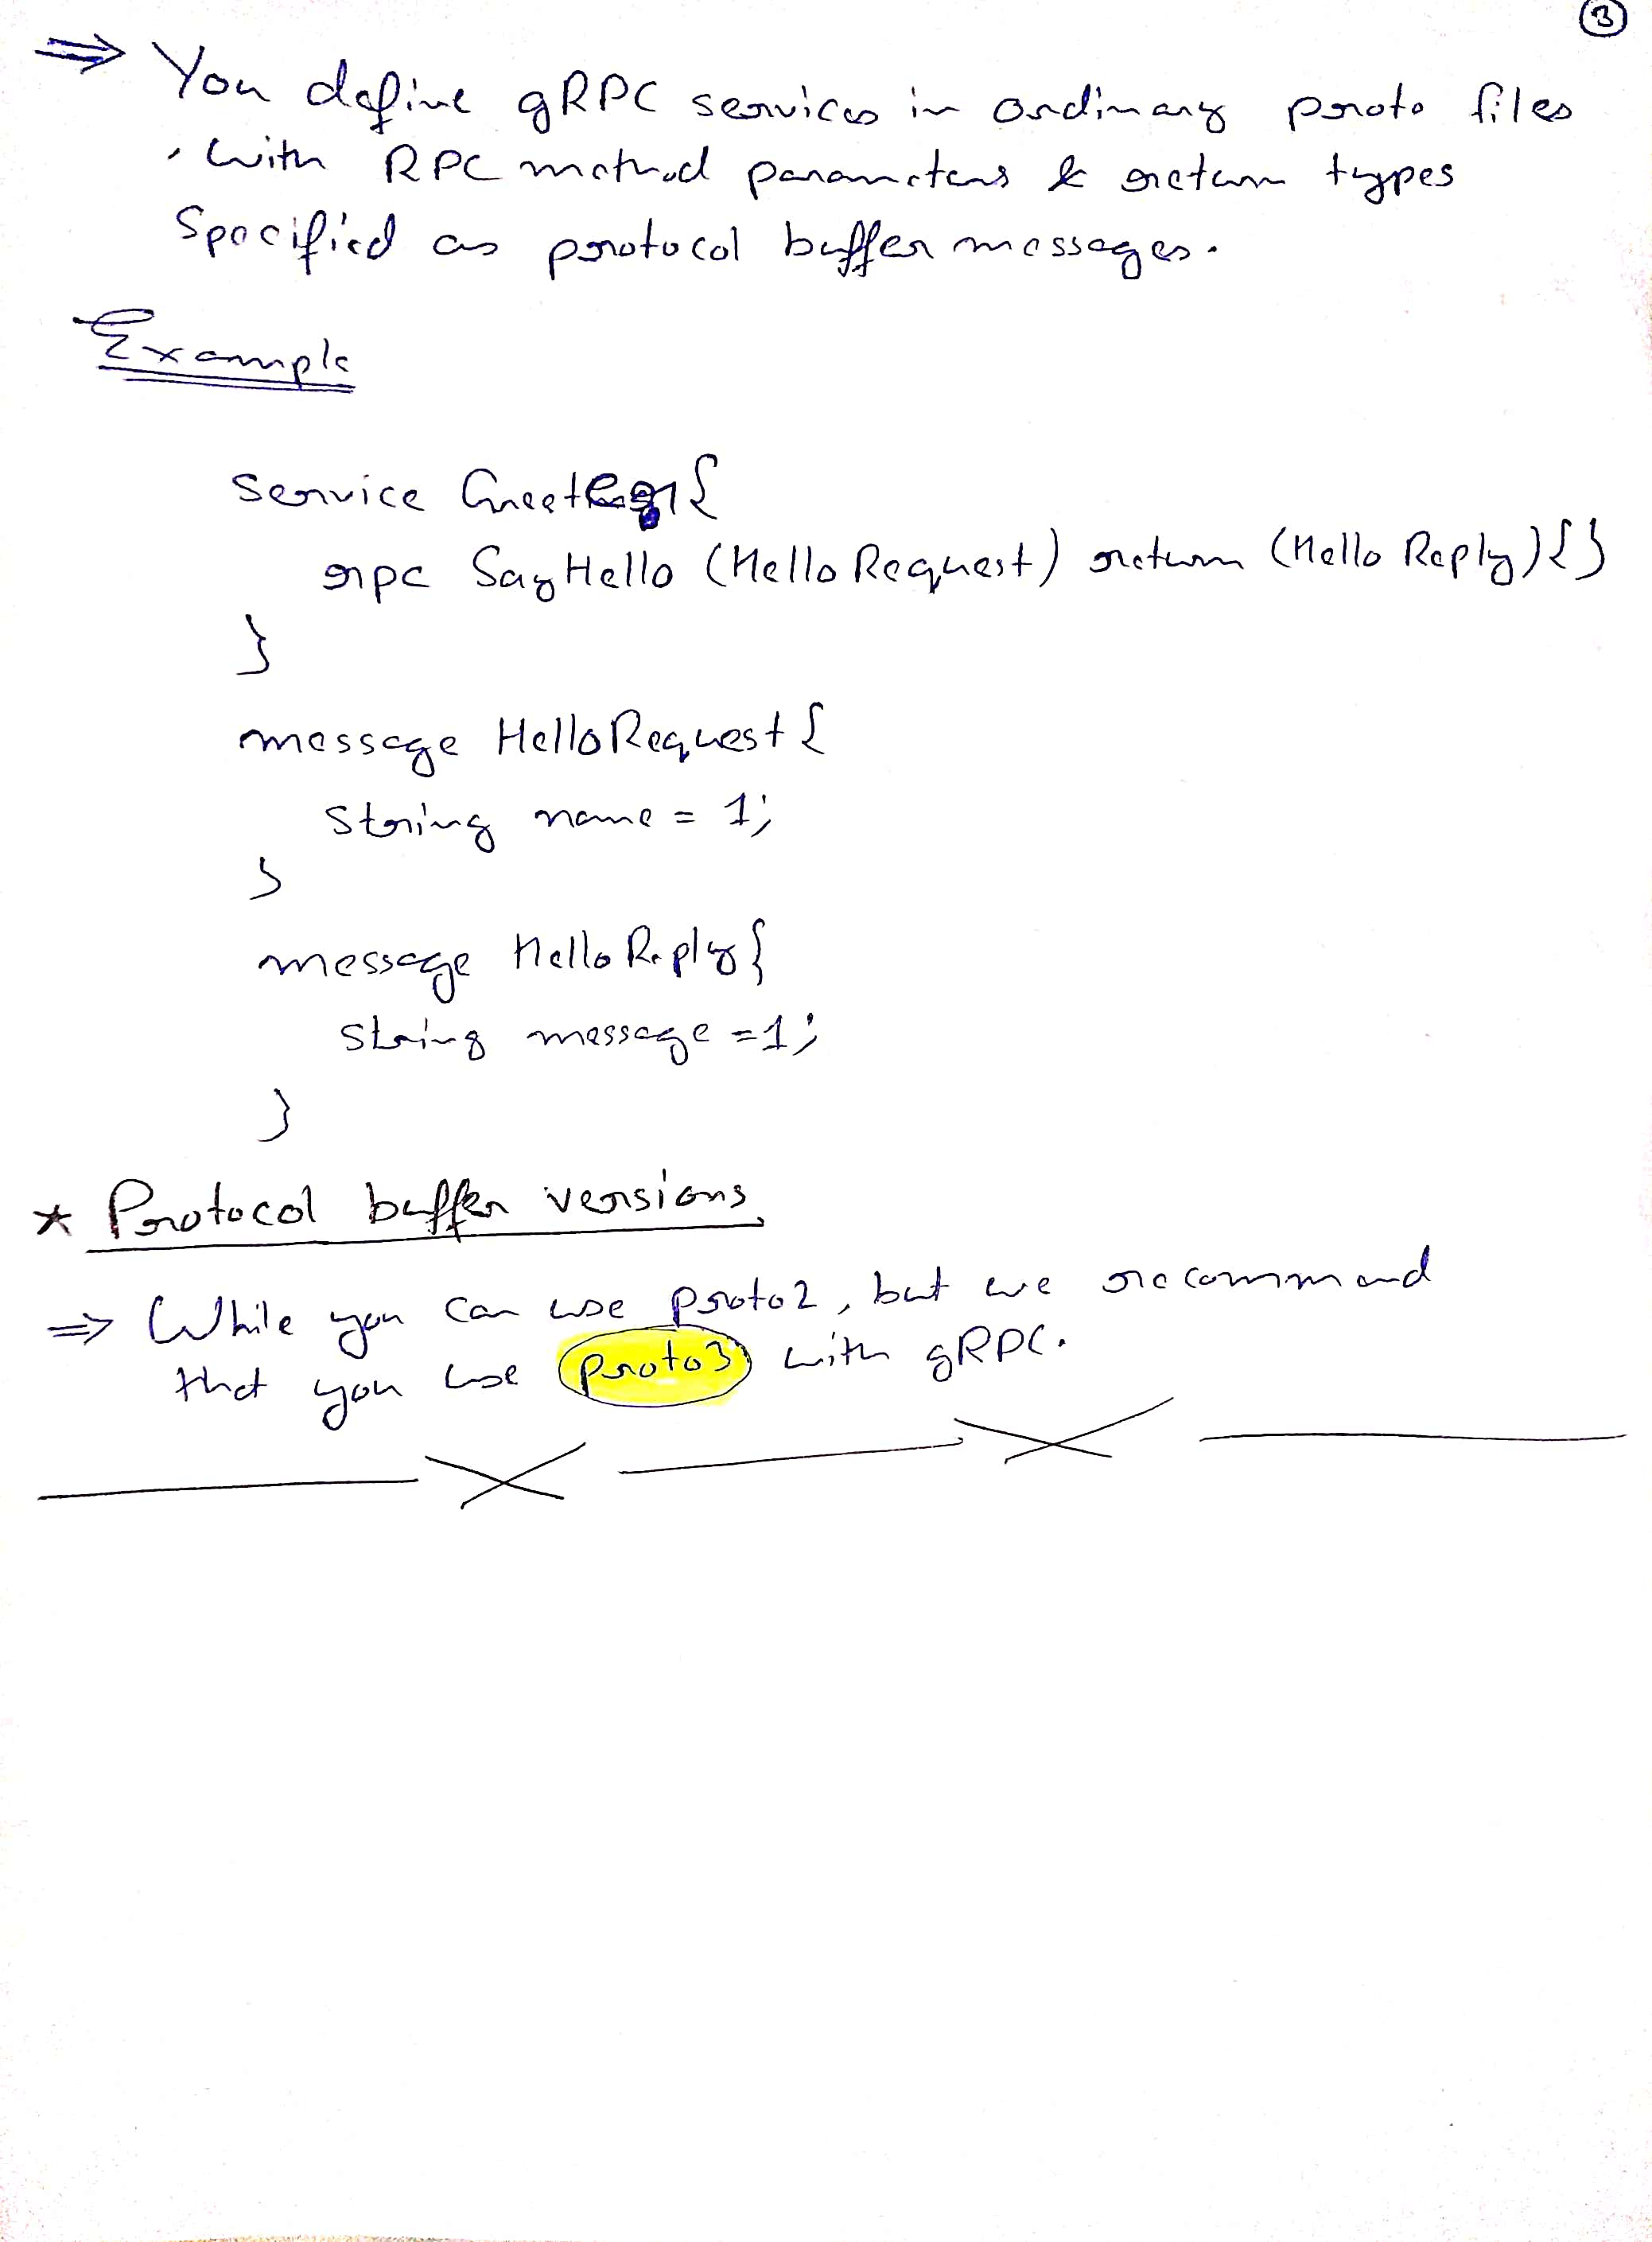 3
⇒ You define gRPC services in ordinary proto files
, with RPC method parameters & return types
Specified as protocol buffer messages.
Example
service Greeter{
rpc SayHello (HelloRequest) return (HelloReply){}
}
message HelloRequest{
string name = 1;
}
message HelloReply{
string message = 1;
}
* Protocol buffer versions
⇒ While you can use proto2, but we recommend
that you use proto3 with gRPC.